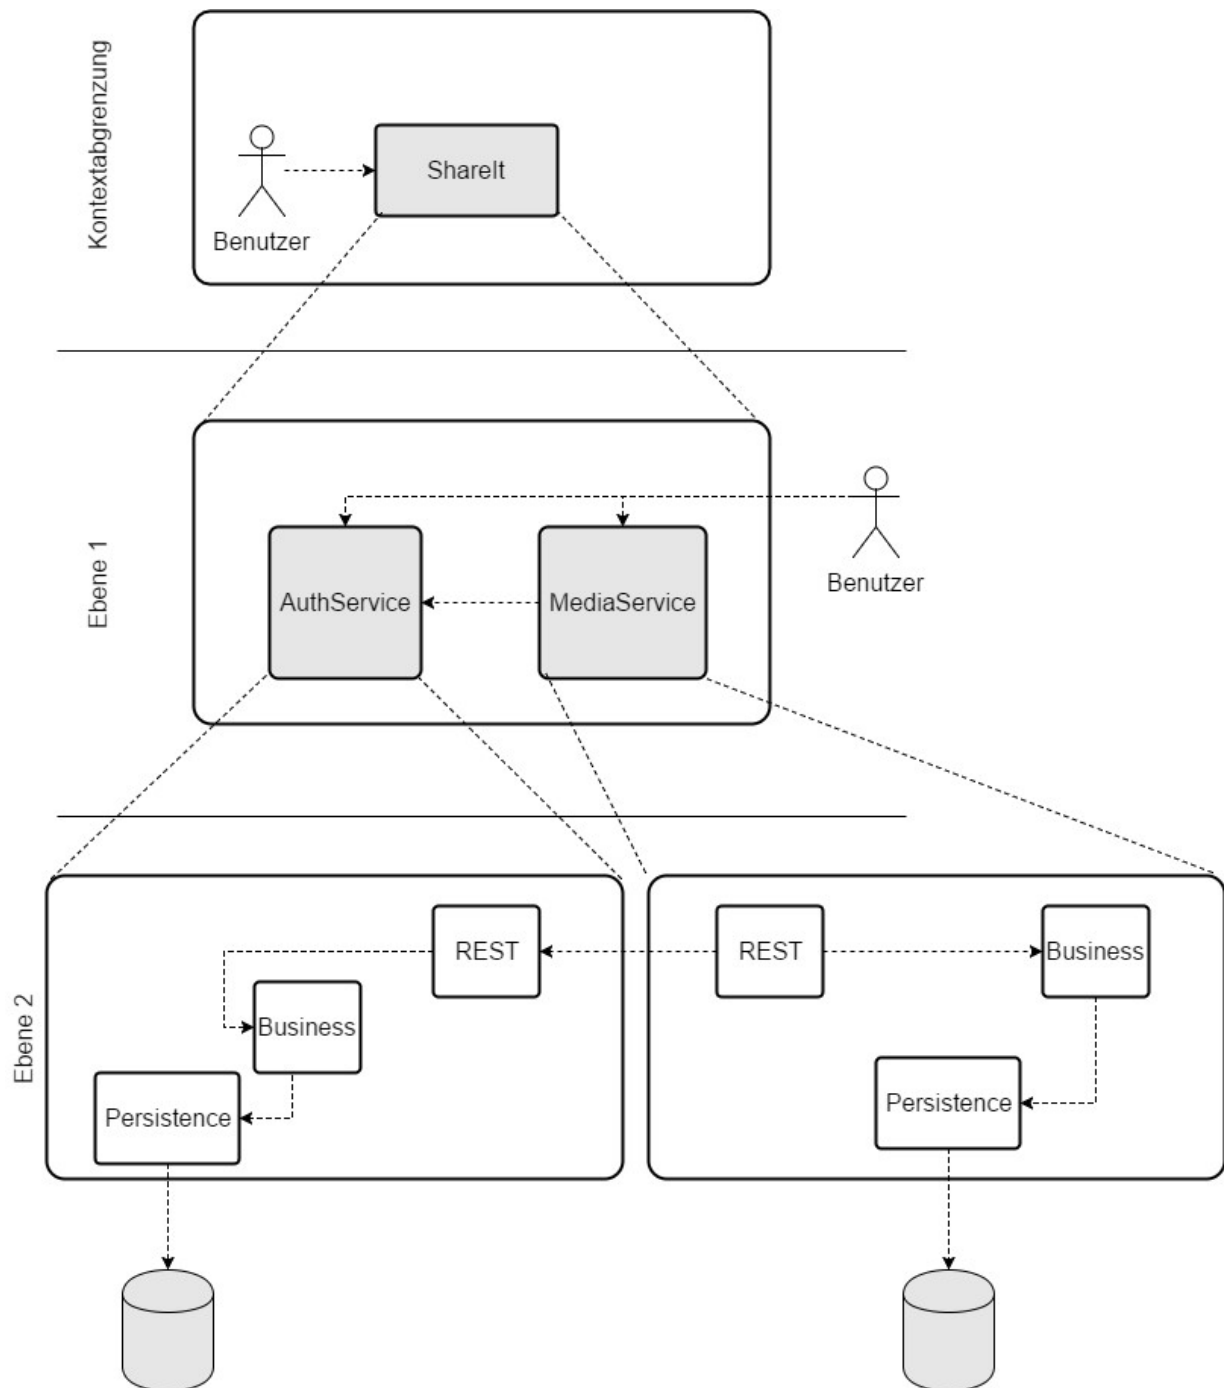 Kontextabgrenzung
ShareIt
Benutzer
Ebene 1
AuthService
MediaService
Benutzer
Ebene 2
REST
REST
Business
Business
Persistence
Persistence